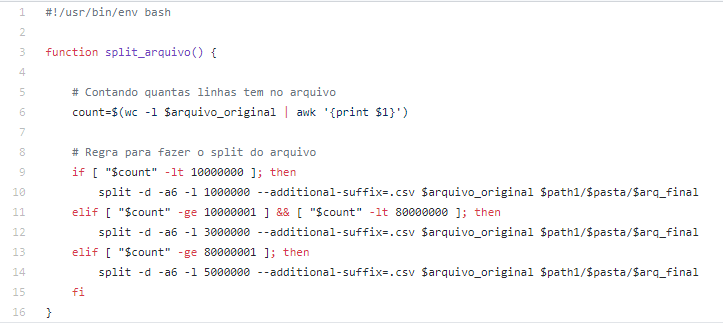 1 #!/usr/bin/env bash
2
3 function split_arquivo() {
4
5 # Contando quantas linhas tem no arquivo
6 count=$(wc -l $arquivo_original | awk '{print $1}')
7
8 # Regra para fazer o split do arquivo
9 if [ "$count" -lt 10000000 ]; then
10 split -d -a6 -l 1000000 --additional-suffix=.csv $arquivo_original $path1/$pasta/$arq_final
11 elif [ "$count" -ge 10000001 ] && [ "$count" -lt 80000000 ]; then
12 split -d -a6 -l 3000000 --additional-suffix=.csv $arquivo_original $path1/$pasta/$arq_final
13 elif [ "$count" -ge 80000001 ]; then
14 split -d -a6 -l 5000000 --additional-suffix=.csv $arquivo_original $path1/$pasta/$arq_final
15 fi
16 }